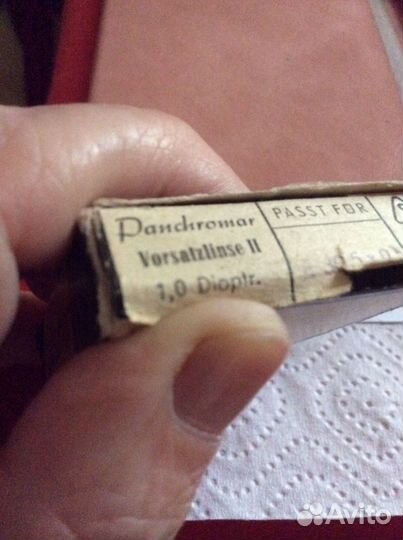 Panchromar
Vorsatzlinse II
1,0 Dioptr.
PASST FÜR
Avito